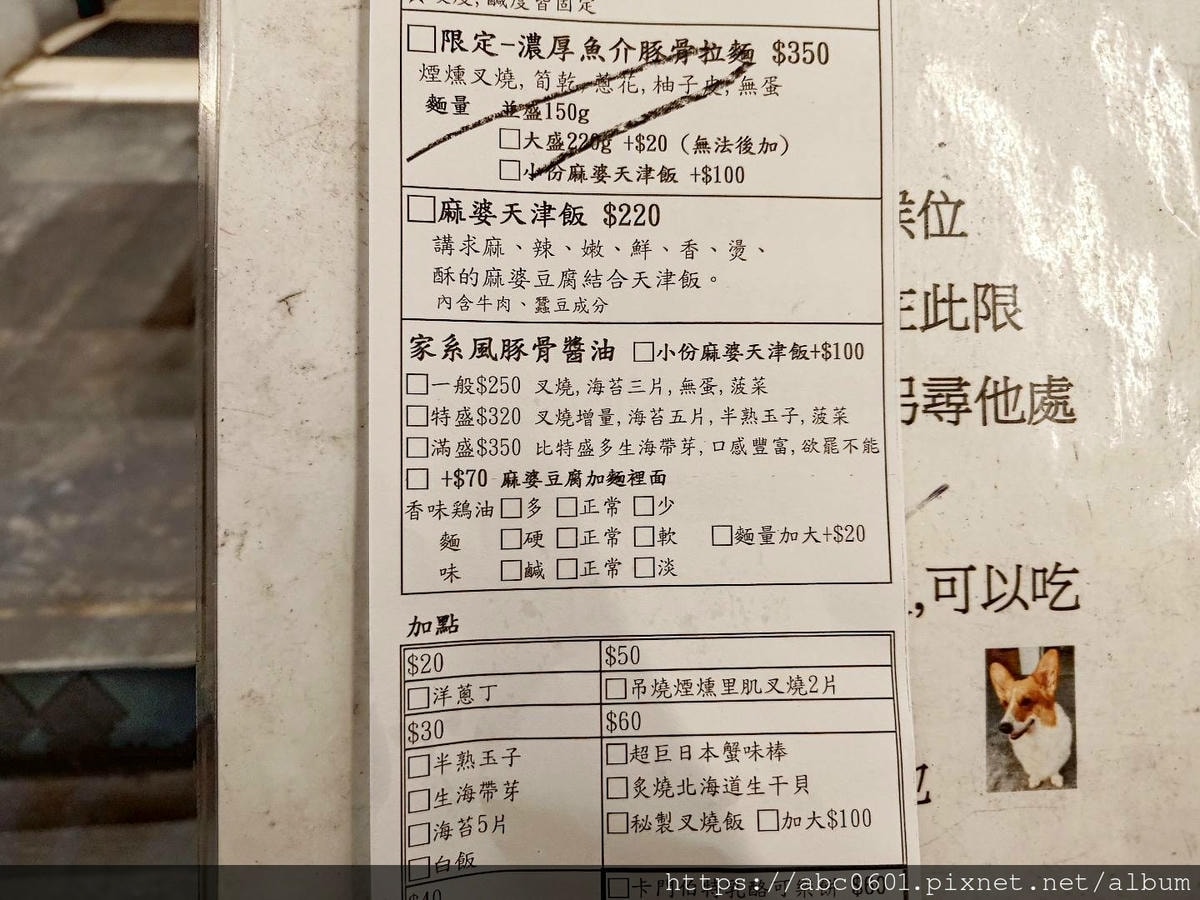 鹹度皆固定
□限定-濃厚魚介豚骨拉麵 $350
煙燻叉燒, 筍乾, 蔥花, 柚子皮, 無蛋
麵量 並盛150g
□大盛220g +$20 (無法後加)
□小份麻婆天津飯 +$100
□麻婆天津飯 $220
講求麻、辣、嫩、鮮、香、燙、
酥的麻婆豆腐結合天津飯。
內含牛肉、蠶豆成分
家系風豚骨醬油 □小份麻婆天津飯+$100
□一般$250 叉燒, 海苔三片, 無蛋, 菠菜
□特盛$320 叉燒增量, 海苔五片, 半熟玉子, 菠菜
□滿盛$350 比特盛多生海帶芽, 口感豐富, 欲罷不能
□ +$70 麻婆豆腐加麵裡面
香味鶏油 □多 □正常 □少
麵 □硬 □正常 □軟 □麵量加大+$20
味 □鹹 □正常 □淡
加點
$20
□洋蔥丁
$30
□半熟玉子
□生海帶芽
□海苔5片
□白飯
$40
$50
□吊燒煙燻里肌叉燒2片
$60
□超巨日本蟹味棒
□炙燒北海道生干貝
□秘製叉燒飯 □加大$100
位
此限
尋他處
,可以吃
https://abc0601.pixnet.net/album